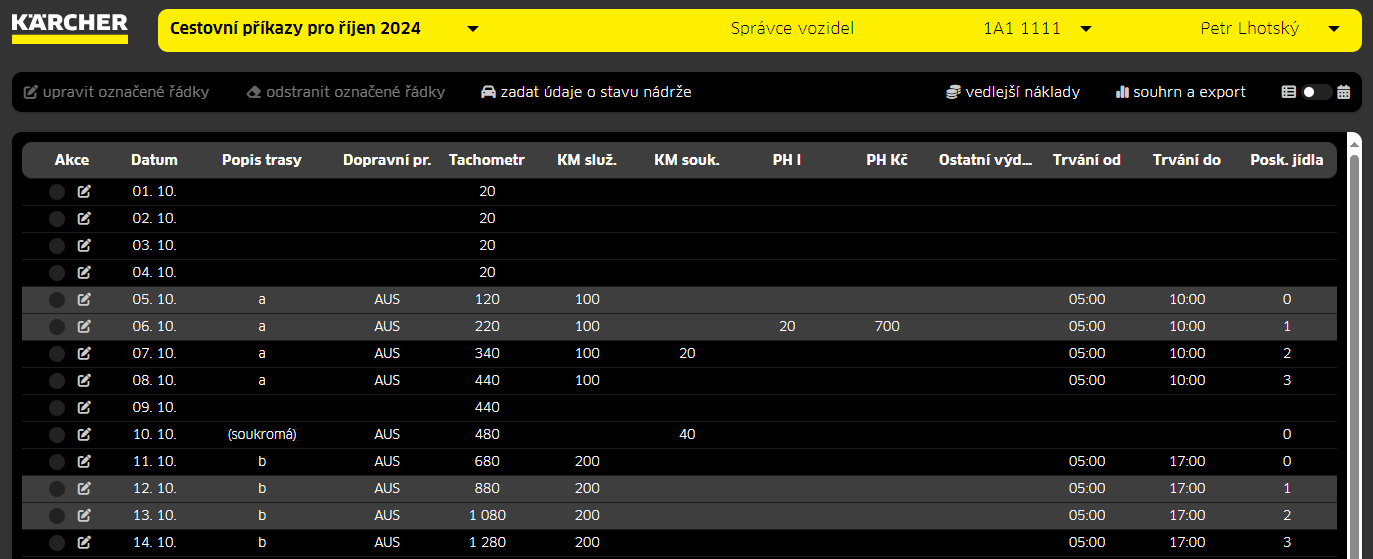 KÄRCHER
Cestovní příkazy pro říjen 2024 Správce vozidel 1A1 1111 Petr Lhotský
upravit označené řádky odstranit označené řádky zadat údaje o stavu nádrže vedlejší náklady souhrn a export
Akce Datum Popis trasy Dopravní pr. Tachometr KM služ. KM souk. PH l PH Kč Ostatní výd... Trvání od Trvání do Posk. jídla
01. 10. 20
02. 10. 20
03. 10. 20
04. 10. 20
05. 10. a AUS 120 100 05:00 10:00 0
06. 10. a AUS 220 100 20 700 05:00 10:00 1
07. 10. a AUS 340 100 20 05:00 10:00 2
08. 10. a AUS 440 100 05:00 10:00 3
09. 10. 440
10. 10. (soukromá) AUS 480 40 0
11. 10. b AUS 680 200 05:00 17:00 0
12. 10. b AUS 880 200 05:00 17:00 1
13. 10. b AUS 1 080 200 05:00 17:00 2
14. 10. b AUS 1 280 200 05:00 17:00 3